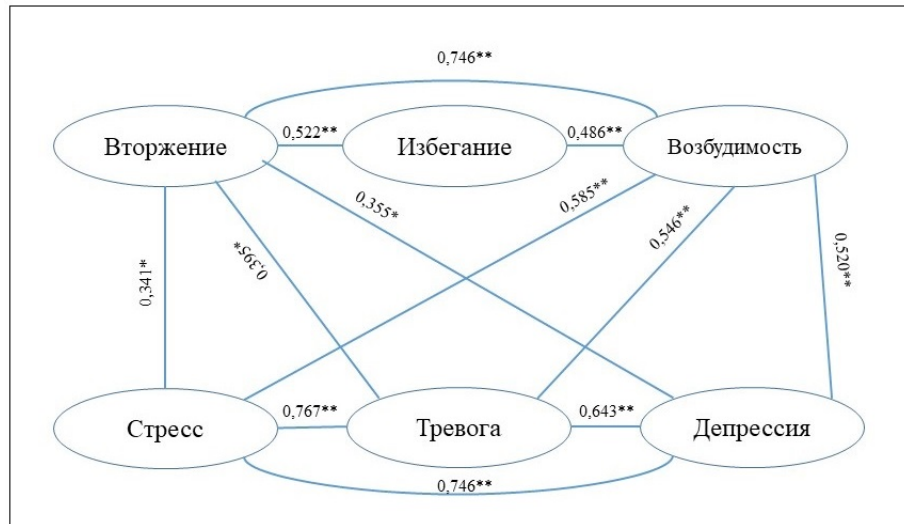 0,746**
0,522**
0,486**
Вторжение
Избегание
Возбудимость
0,585**
0,355*
0,546**
0,395*
0,520**
0,341*
0,767**
0,643**
Стресс
Тревога
Депрессия
0,746**